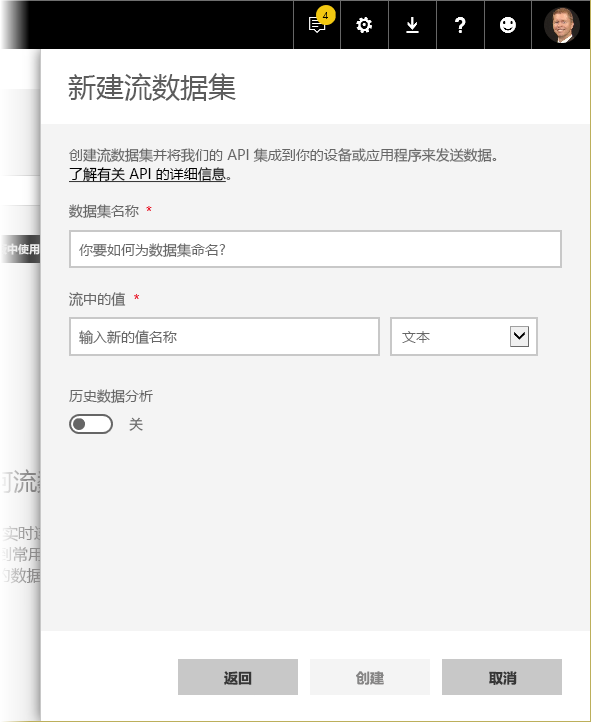 4
新建流数据集
创建流数据集并将我们的 API 集成到你的设备或应用程序来发送数据。
了解有关 API 的详细信息。
数据集名称 *
你要如何为数据集命名?
中使用
流中的值 *
输入新的值名称 文本
历史数据分析
关
何流数
实时连
到常用
的数据
返回 创建 取消